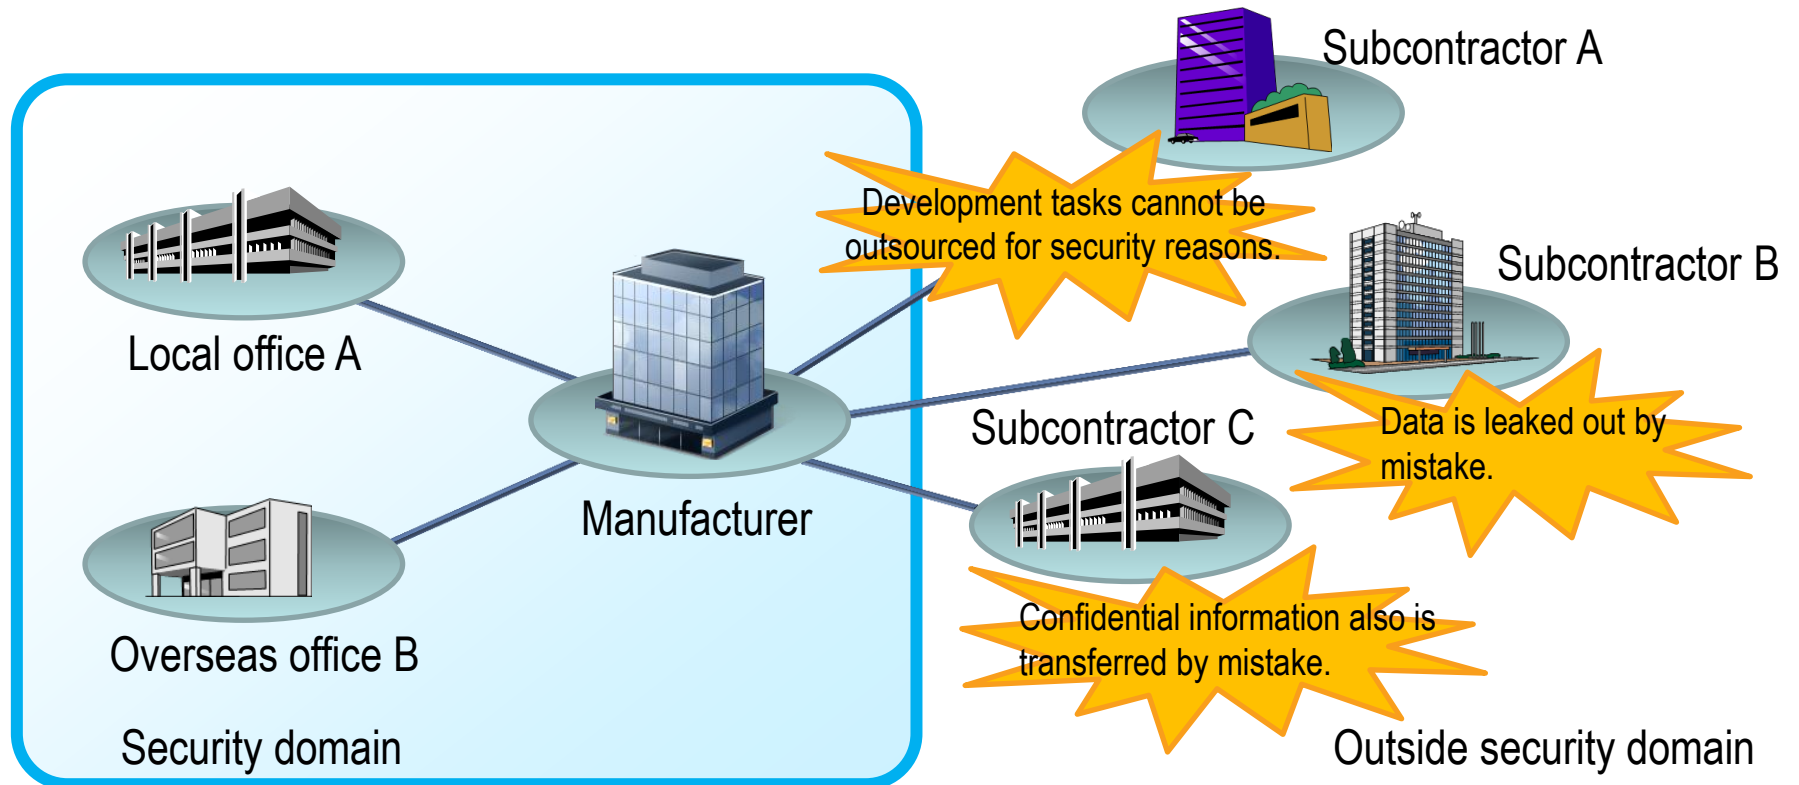 Subcontractor A
Development tasks cannot be
outsourced for security reasons.
Subcontractor B
Local office A
Subcontractor C
Data is leaked out by
mistake.
Manufacturer
Confidential information also is
transferred by mistake.
Overseas office B
Security domain
Outside security domain